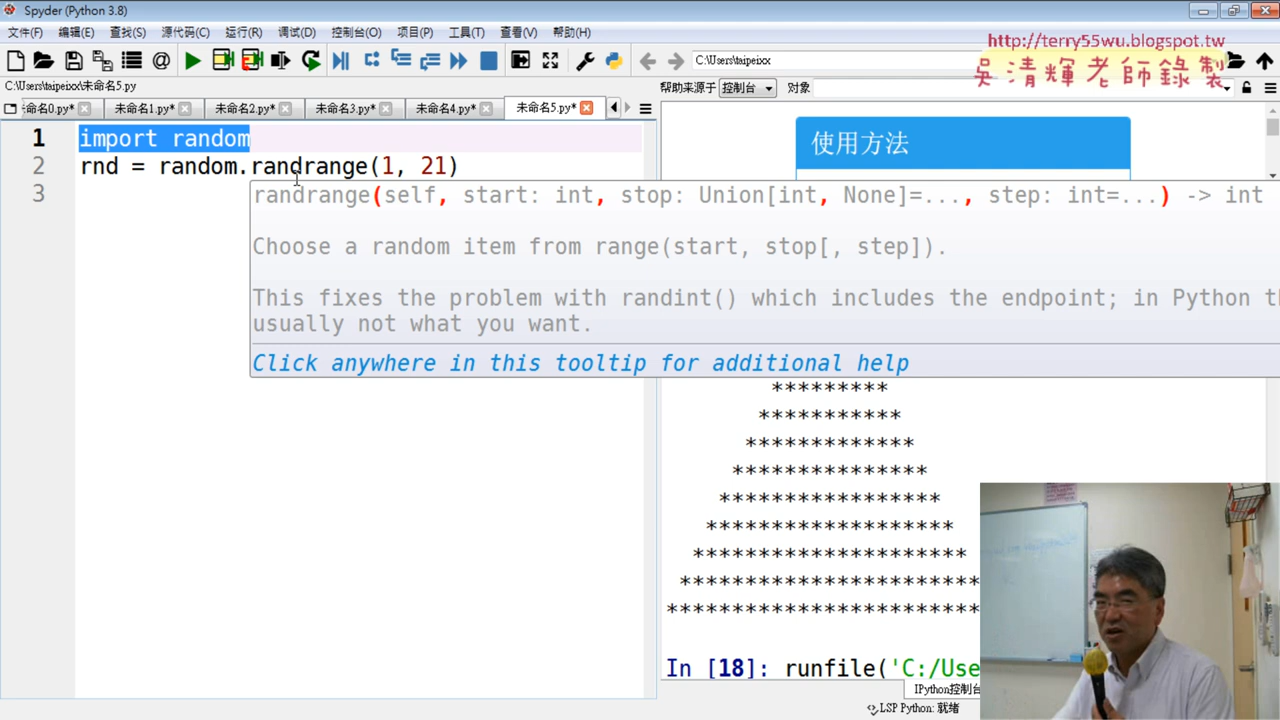 Spyder (Python 3.8)
文件(F) 编辑(E) 查找(S) 源代码(C) 运行(R) 调试(D) 控制台(O) 项目(P) 工具(T) 查看(V) 帮助(H)
http://terry55wu.blogspot.tw
吳清輝老師錄製
C:\Users\taipeixx
C:\Users\taipeixx\未命名5.py
帮助来源于 控制台 对象
命名0.py* 未命名1.py* 未命名2.py* 未命名3.py* 未命名4.py* 未命名5.py*
使用方法
1 import random
2 rnd = random.randrange(1, 21)
3
randrange(self, start: int, stop: Union[int, None]=..., step: int=...) -> int
Choose a random item from range(start, stop[, step]).
This fixes the problem with randint() which includes the endpoint; in Python th
usually not what you want.
Click anywhere in this tooltip for additional help
*********
***********
*************
***************
*****************
*******************
*********************
***********************
************************
In [18]: runfile('C:/Use
IPython控制台
LSP Python: 就绪